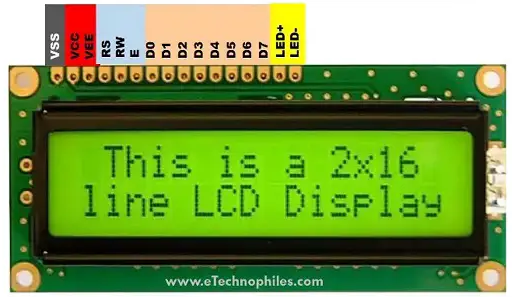 VSS VCC VEE RS RW E D0 D1 D2 D3 D4 D5 D6 D7 LED+ LED-
This is a 2x16
line LCD Display
www.eTechnophiles.com